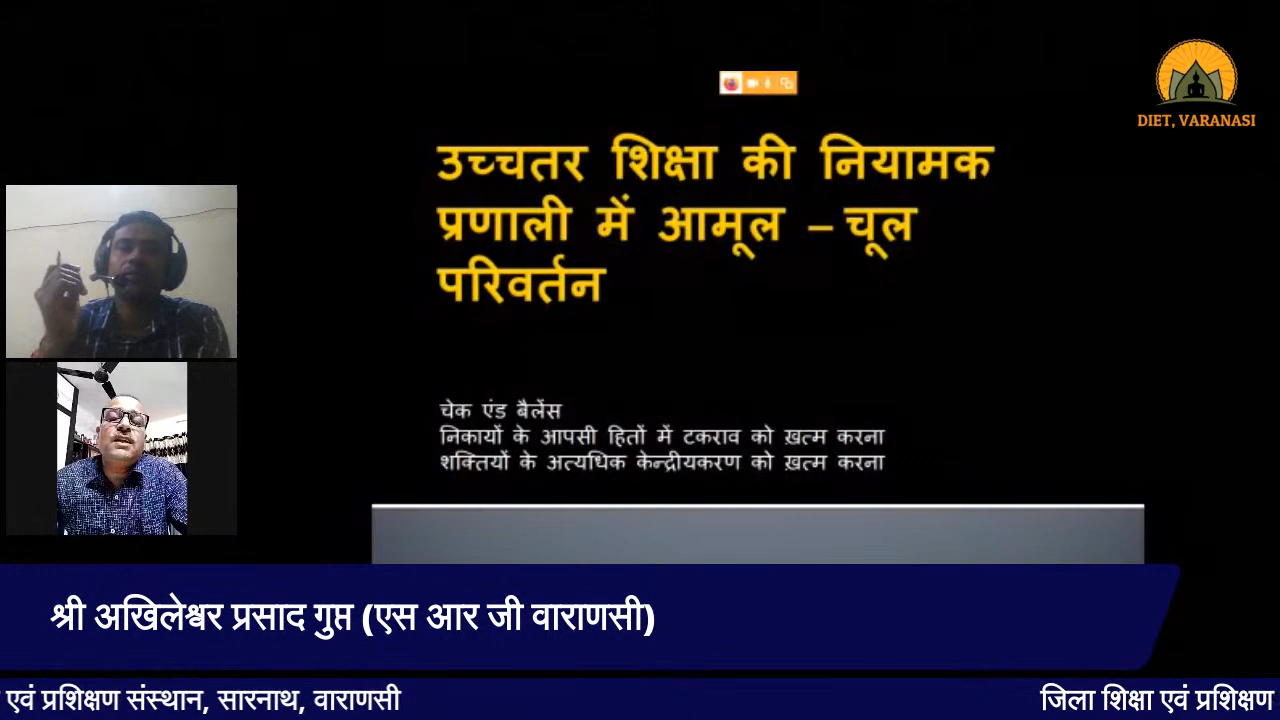 DIET, VARANASI
उच्चतर शिक्षा की नियामक
प्रणाली में आमूल – चूल
परिवर्तन
चेक एंड बैलेंस
निकायों के आपसी हितों में टकराव को ख़त्म करना
शक्तियों के अत्यधिक केन्द्रीयकरण को ख़त्म करना
श्री अखिलेश्वर प्रसाद गुप्त (एस आर जी वाराणसी)
एवं प्रशिक्षण संस्थान, सारनाथ, वाराणसी
जिला शिक्षा एवं प्रशिक्षण